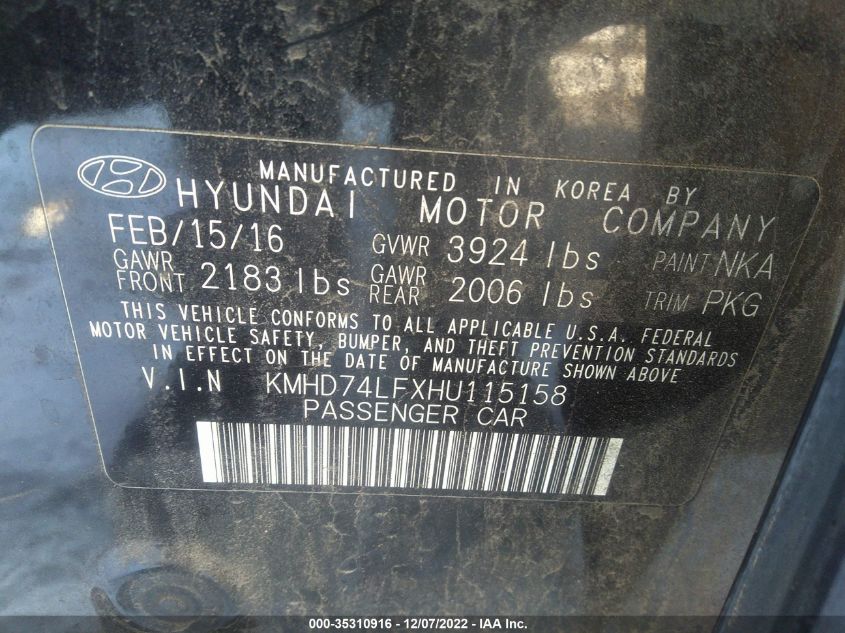 MANUFACTURED IN KOREA BY
HYUNDAI MOTOR COMPANY
FEB/15/16 GVWR 3924 lbs PAINT NKA
GAWR FRONT 2183 lbs GAWR REAR 2006 lbs TRIM PKG
THIS VEHICLE CONFORMS TO ALL APPLICABLE U.S.A. FEDERAL
MOTOR VEHICLE SAFETY, BUMPER, AND THEFT PREVENTION STANDARDS
IN EFFECT ON THE DATE OF MANUFACTURE SHOWN ABOVE
V.I.N KMHD74LFXHU115158
PASSENGER CAR
000-35310916 - 12/07/2022 - IAA Inc.